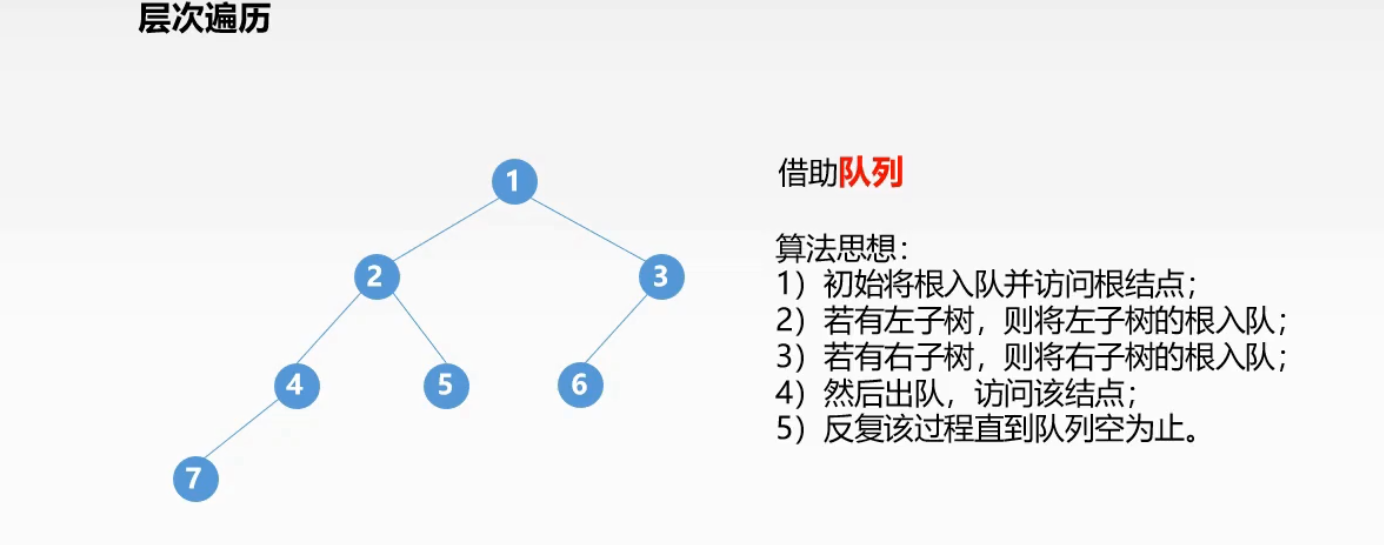 层次遍历
1
2
3
4
5
6
7
借助队列
算法思想：
1）初始将根入队并访问根结点；
2）若有左子树，则将左子树的根入队；
3）若有右子树，则将右子树的根入队；
4）然后出队，访问该结点；
5）反复该过程直到队列空为止。